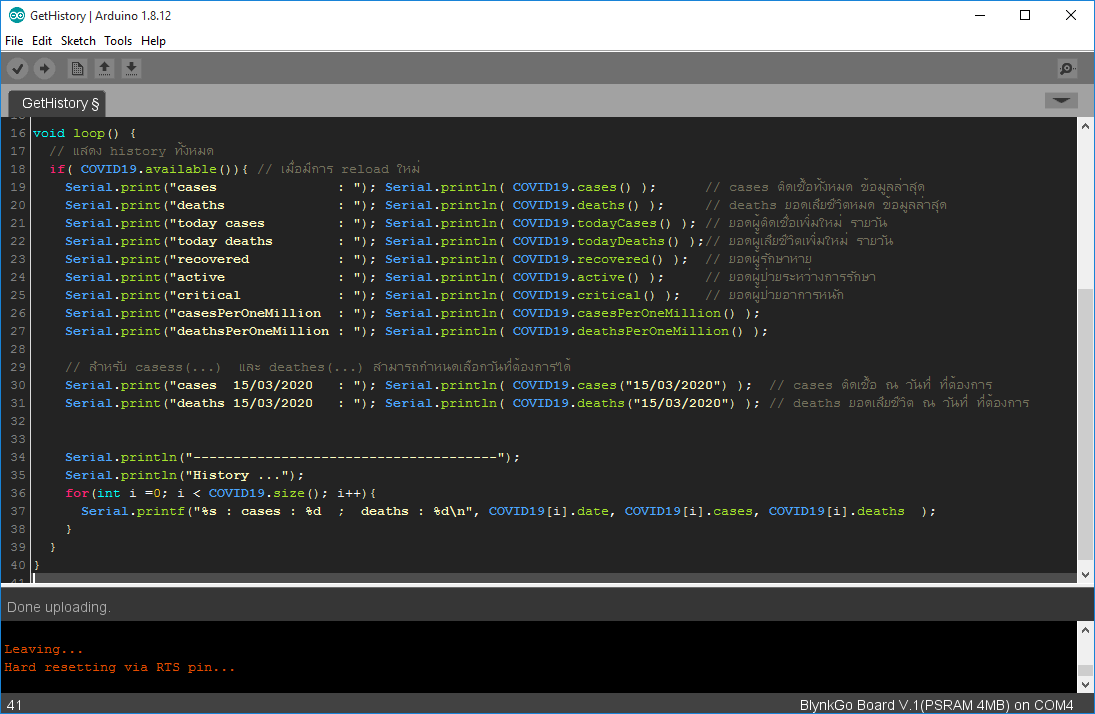 GetHistory | Arduino 1.8.12
File Edit Sketch Tools Help
GetHistory §
16 void loop() {
17 // แสดง history ทั้งหมด
18 if( COVID19.available()){ // เมื่อมีการ reload ใหม่
19 Serial.print("cases : "); Serial.println( COVID19.cases() ); // cases ติดเชื้อทั้งหมด ข้อมูลล่าสุด
20 Serial.print("deaths : "); Serial.println( COVID19.deaths() ); // deaths ยอดเสียชีวิตหมด ข้อมูลล่าสุด
21 Serial.print("today cases : "); Serial.println( COVID19.todayCases() ); // ยอดผู้ติดเชื้อเพิ่มใหม่ รายวัน
22 Serial.print("today deaths : "); Serial.println( COVID19.todayDeaths() );// ยอดผู้เสียชีวิตเพิ่มใหม่ รายวัน
23 Serial.print("recovered : "); Serial.println( COVID19.recovered() ); // ยอดผู้รักษาหาย
24 Serial.print("active : "); Serial.println( COVID19.active() ); // ยอดผู้ป่วยระหว่างการรักษา
25 Serial.print("critical : "); Serial.println( COVID19.critical() ); // ยอดผู้ป่วยอาการหนัก
26 Serial.print("casesPerOneMillion : "); Serial.println( COVID19.casesPerOneMillion() );
27 Serial.print("deathsPerOneMillion : "); Serial.println( COVID19.deathsPerOneMillion() );
28
29 // สำหรับ casess(...) และ deathes(...) สามารถกำหนดเลือกวันที่ต้องการได้
30 Serial.print("cases 15/03/2020 : "); Serial.println( COVID19.cases("15/03/2020") ); // cases ติดเชื้อ ณ วันที่ ที่ต้องการ
31 Serial.print("deaths 15/03/2020 : "); Serial.println( COVID19.deaths("15/03/2020") ); // deaths ยอดเสียชีวิต ณ วันที่ ที่ต้องการ
32
33
34 Serial.println("--------------------------------------");
35 Serial.println("History ...");
36 for(int i =0; i < COVID19.size(); i++){
37 Serial.printf("%s : cases : %d ; deaths : %d\n", COVID19[i].date, COVID19[i].cases, COVID19[i].deaths );
38 }
39 }
40 }
41
Done uploading.
Leaving...
Hard resetting via RTS pin...
41 BlynkGo Board V.1(PSRAM 4MB) on COM4